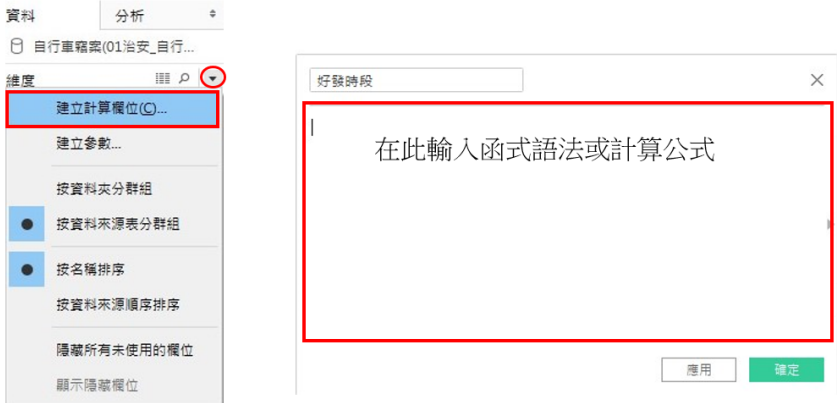 資料 分析
自行車竊案(01治安_自行...
維度
建立計算欄位(C)...
建立參數...
按資料夾分群組
按資料來源表分群組
按名稱排序
按資料來源順序排序
隱藏所有未使用的欄位
顯示隱藏欄位
好發時段
在此輸入函式語法或計算公式
應用 確定